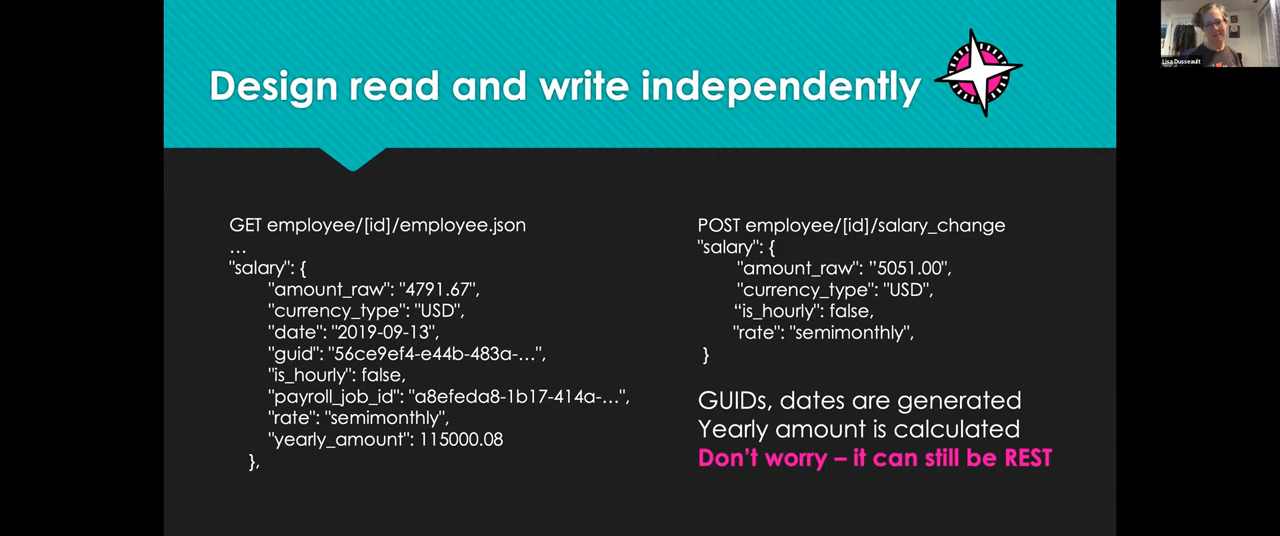 Design read and write independently
Lisa Dusseault
GET employee/[id]/employee.json
...
"salary": {
"amount_raw": "4791.67",
"currency_type": "USD",
"date": "2019-09-13",
"guid": "56ce9ef4-e44b-483a-...",
"is_hourly": false,
"payroll_job_id": "a8efeda8-1b17-414a-...",
"rate": "semimonthly",
"yearly_amount": 115000.08
},
POST employee/[id]/salary_change
"salary": {
"amount_raw": ”5051.00",
"currency_type": "USD",
“is_hourly": false,
"rate": "semimonthly",
}
GUIDs, dates are generated
Yearly amount is calculated
Don’t worry – it can still be REST